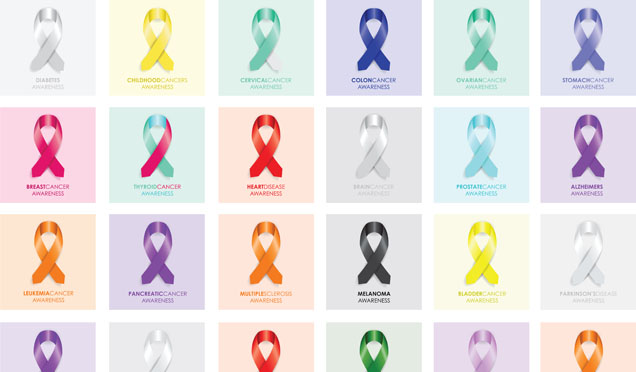 DIABETES
AWARENESS
CHILDHOODCANCERS
AWARENESS
CERVICALCANCER
AWARENESS
COLONCANCER
AWARENESS
OVARIANCANCER
AWARENESS
STOMACHCANCER
AWARENESS
BREASTCANCER
AWARENESS
THYROIDCANCER
AWARENESS
HEARTDISEASE
AWARENESS
BRAINCANCER
AWARENESS
PROSTATECANCER
AWARENESS
ALZHEIMERS
AWARENESS
LEUKEMIACANCER
AWARENESS
PANCREATICCANCER
AWARENESS
MULTIPLESCLEROSIS
AWARENESS
MELANOMA
AWARENESS
BLADDERCANCER
AWARENESS
PARKINSON'SDISEASE
AWARENESS